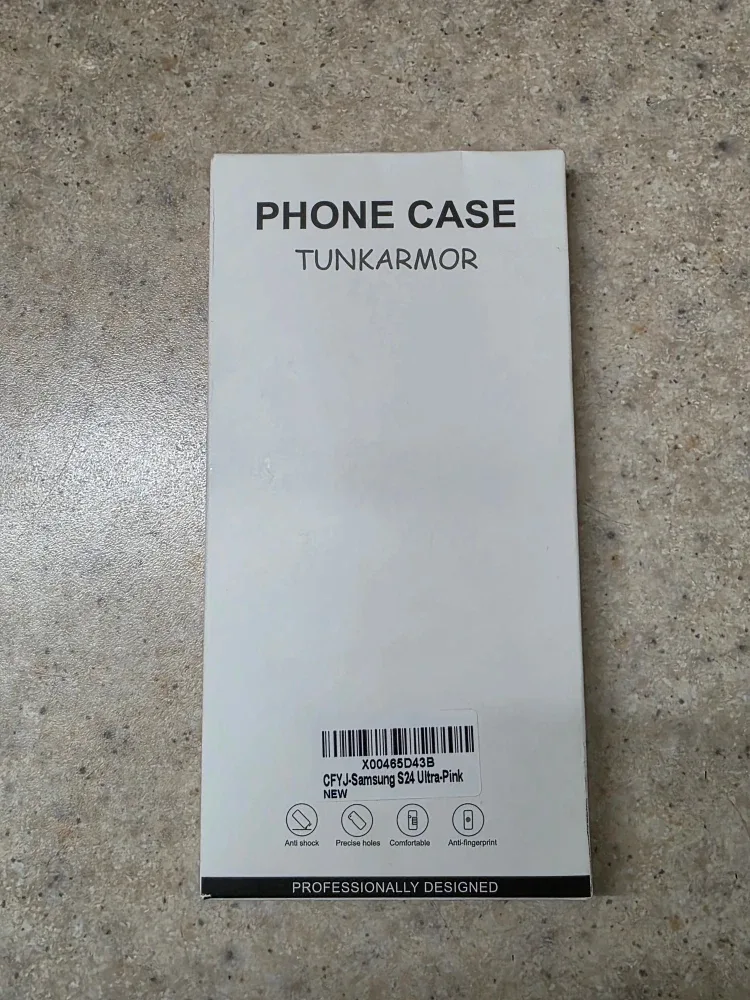 PHONE CASE
TUNKARMOR
X00465D43B
CFYJ-Samsung S24 Ultra-Pink
NEW
Anti shock Precise holes Comfortable Anti-fingerprint
PROFESSIONALLY DESIGNED